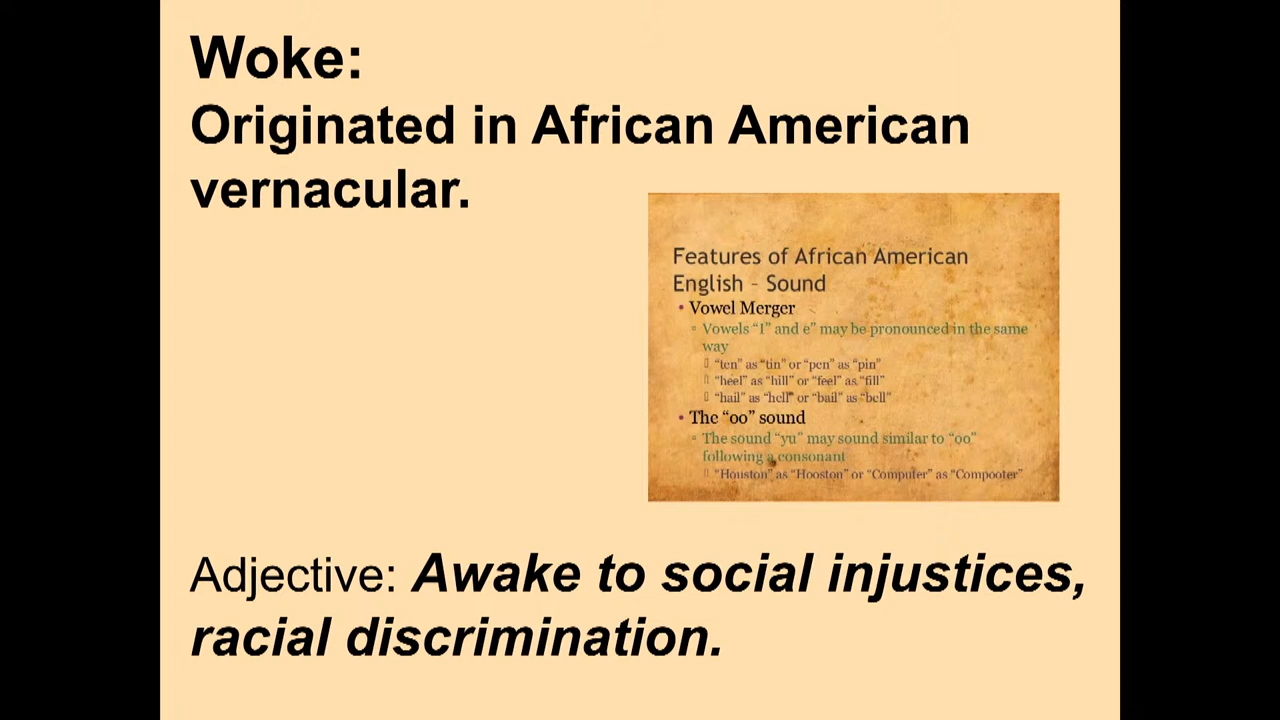 Woke:
Originated in African American
vernacular.
Features of African American
English – Sound
• Vowel Merger
▫ Vowels “I” and e” may be pronounced in the same
way
▯ “ten” as “tin” or “pen” as “pin”
▯ “heel” as “hill” or “feel” as “fill”
▯ “hail” as “hell” or “bail” as “bell”
• The “oo” sound
▫ The sound “yu” may sound similar to “oo”
following a consonant
▯ “Houston” as “Hooston” or “Computer” as “Compooter”
Adjective: Awake to social injustices,
racial discrimination.